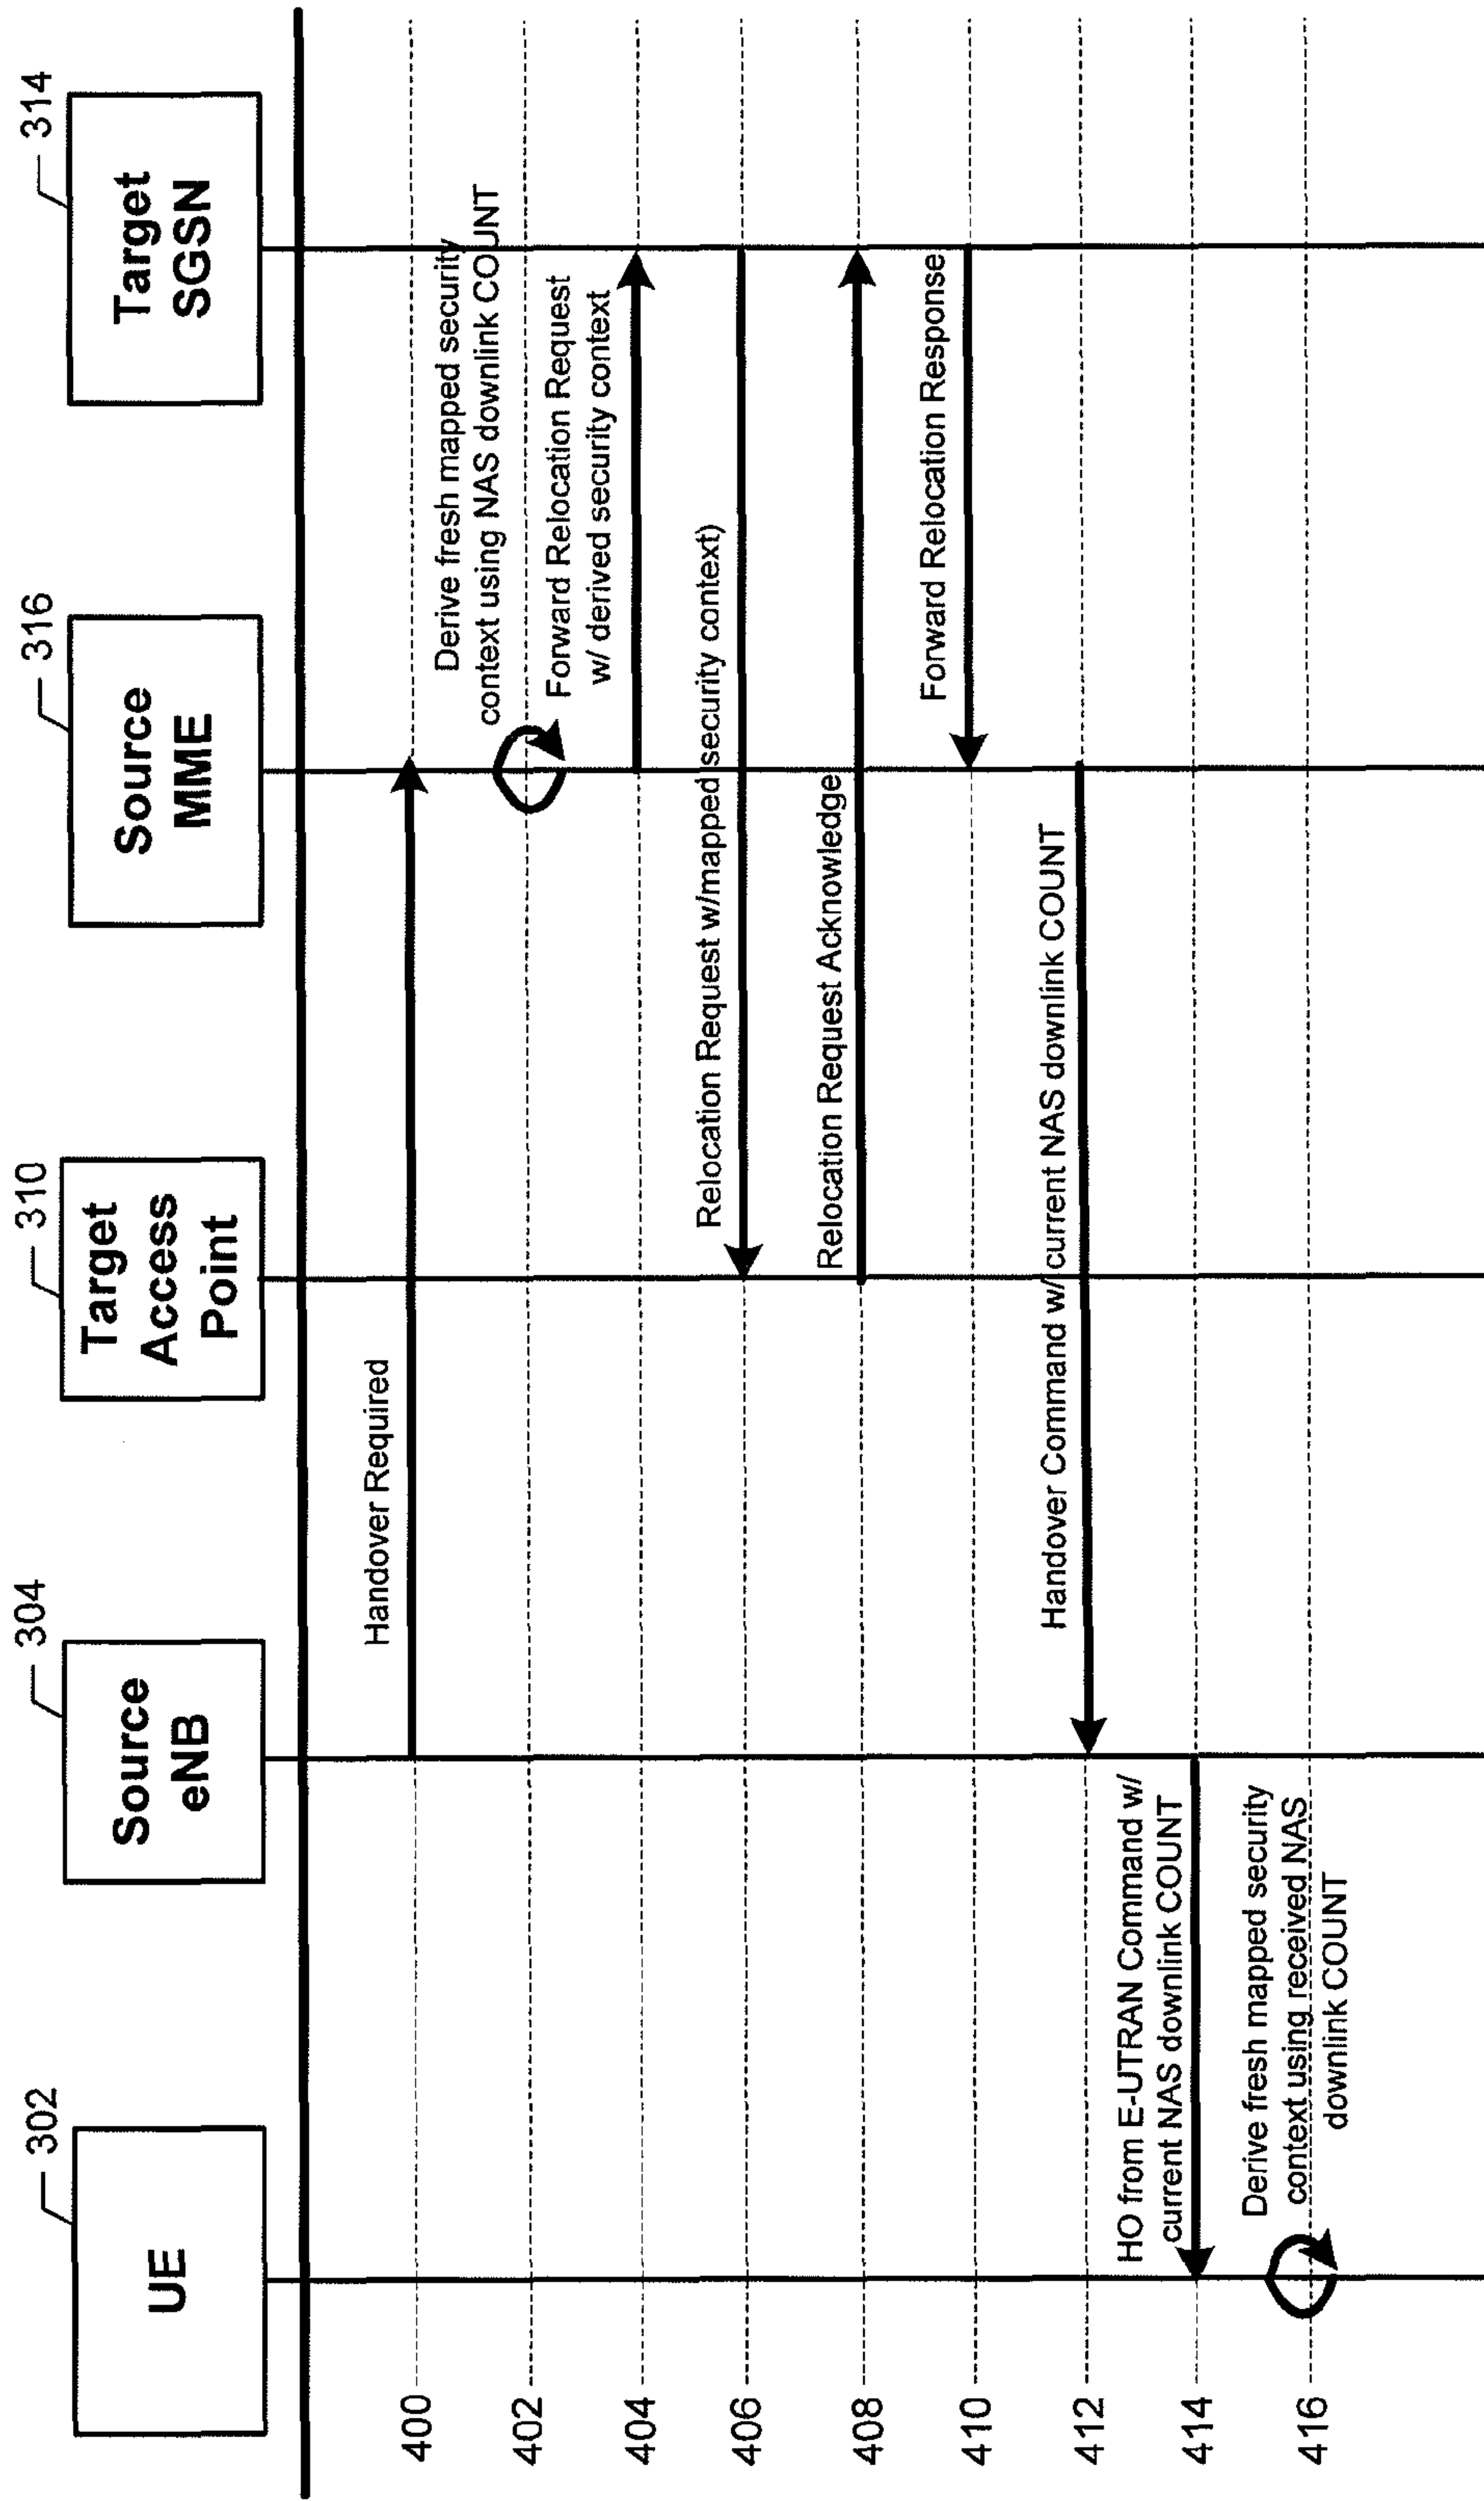 302
UE
304
Source
eNB
310
Target
Access
Point
316
Source
MME
314
Target
SGSN
400
Handover Required
402
Derive fresh mapped security
context using NAS downlink COUNT
404
Forward Relocation Request
w/ derived security context
406
Relocation Request w/mapped security context)
408
Relocation Request Acknowledge
410
Forward Relocation Response
412
Handover Command w/ current NAS downlink COUNT
414
HO from E-UTRAN Command w/
current NAS downlink COUNT
416
Derive fresh mapped security
context using received NAS
downlink COUNT